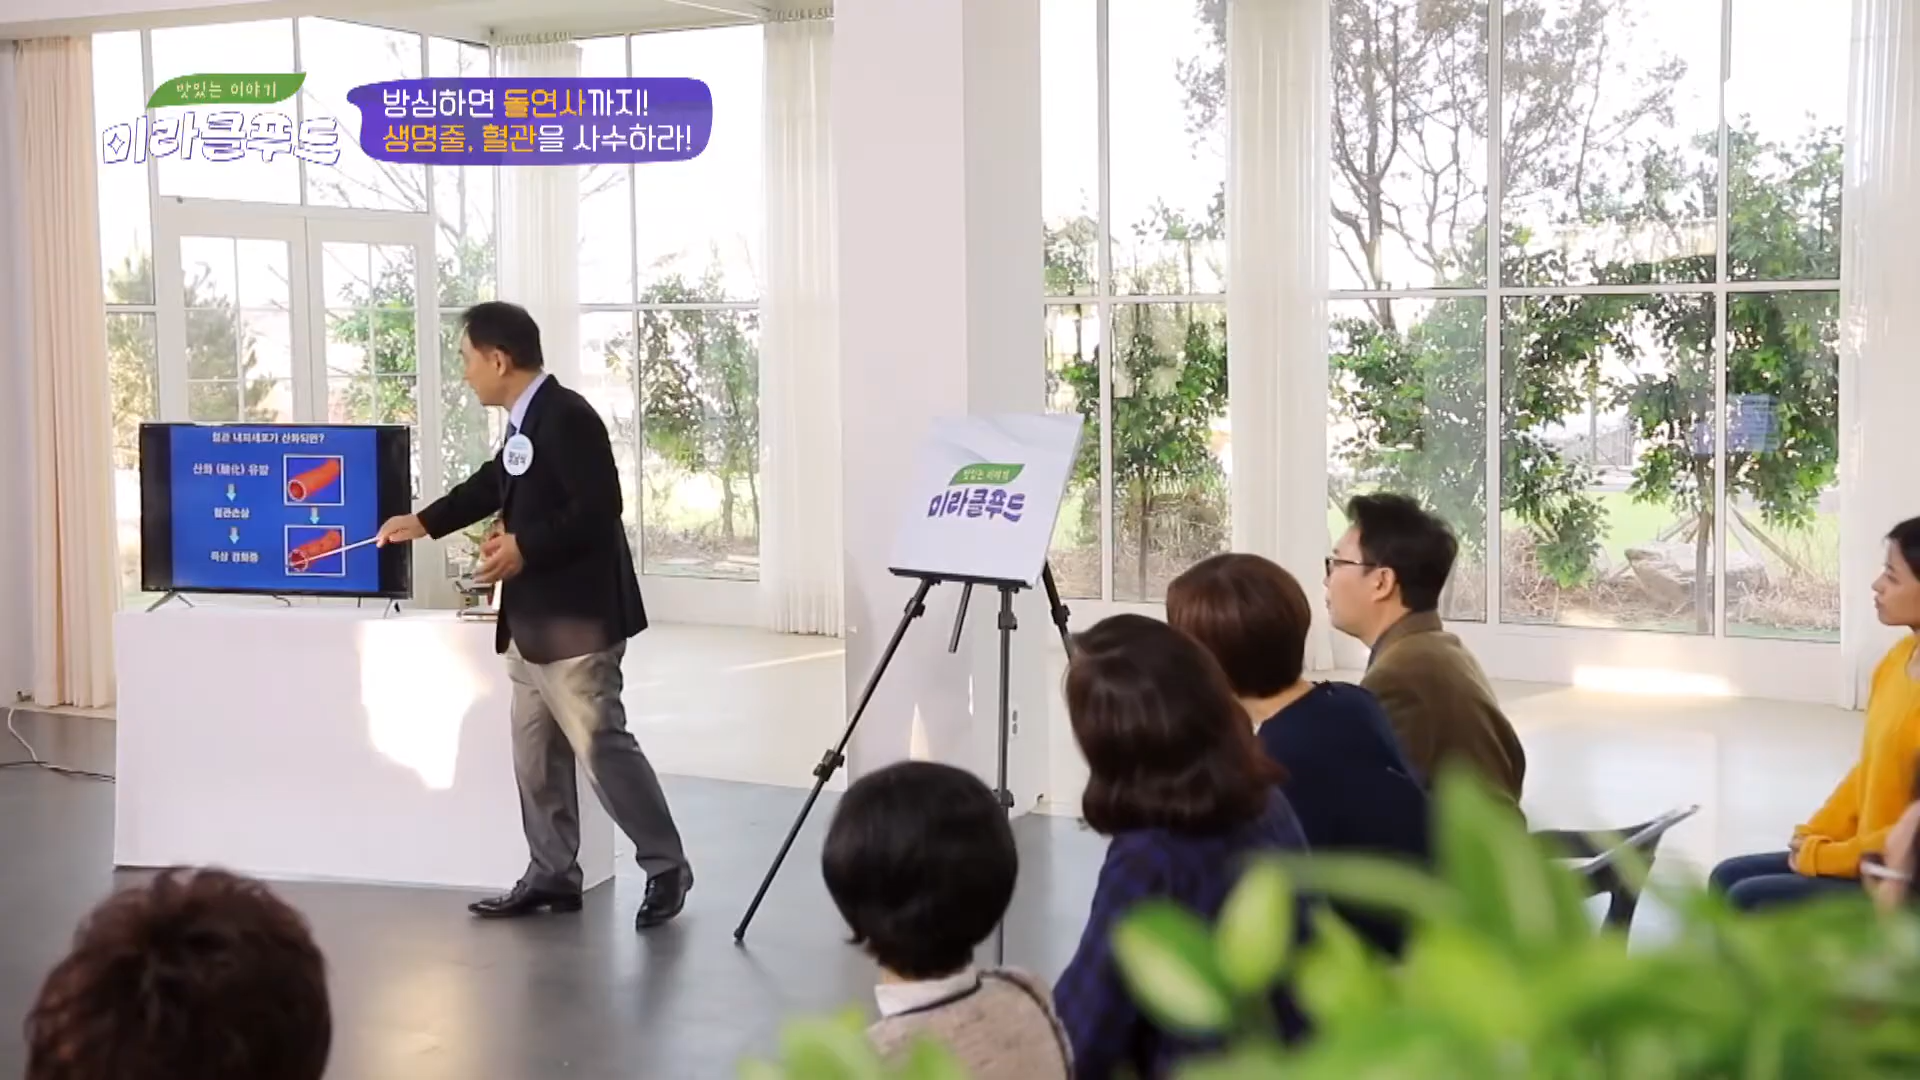 맛있는 이야기
미라클푸드
방심하면 돌연사까지!
생명줄, 혈관을 사수하라!
혈관 내피세포가 산화되면?
산화 (酸化) 유발
혈관손상
죽상 경화증
맛있는 이야기
미라클푸드